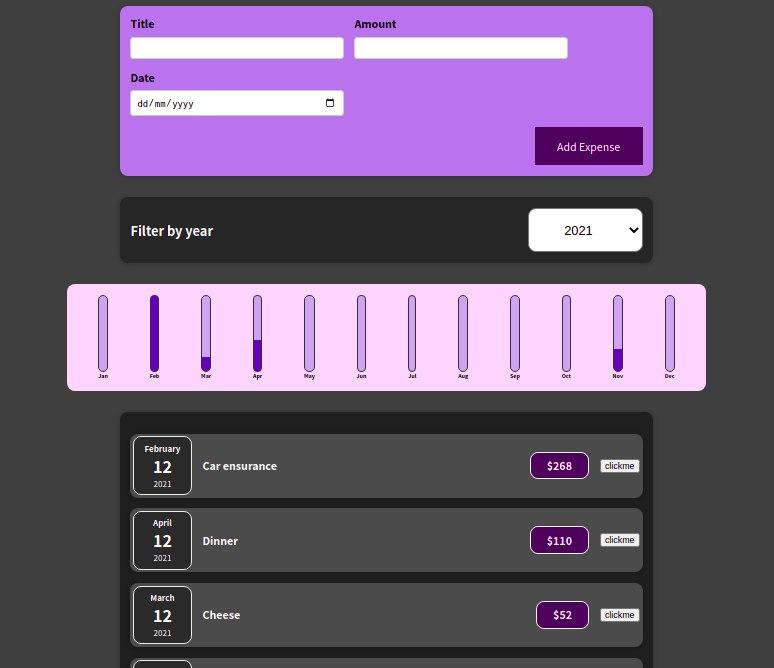 Title Amount
Date
dd/mm/yyyy
Add Expense
Filter by year 2021
Jan Feb Mar Apr May Jun Jul Aug Sep Oct Nov Dec
February
12 Car ensurance $268 clickme
2021
April
12 Dinner $110 clickme
2021
March
12 Cheese $52 clickme
2021